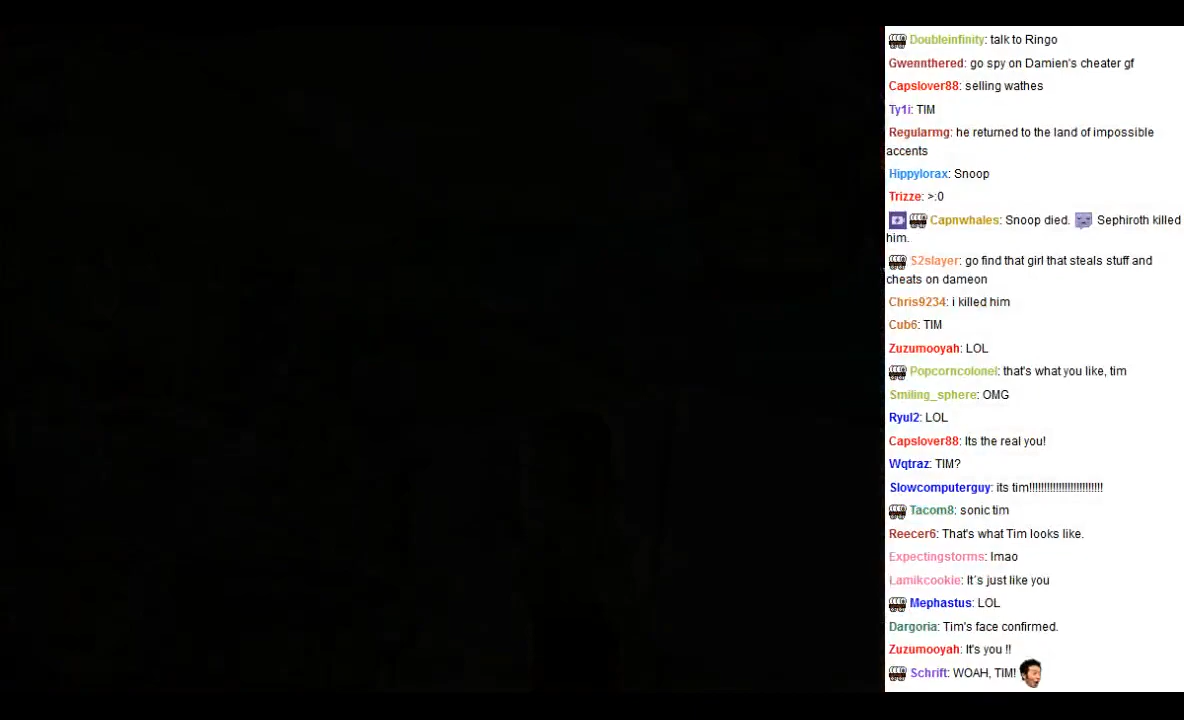 Doubleinfinity: talk to Ringo
Gwennthered: go spy on Damien's cheater gf
Capslover88: selling wathes
Ty1i: TIM
Regularmg: he returned to the land of impossible
accents
Hippylorax: Snoop
Trizze: >:0
Capnwhales: Snoop died. Sephiroth killed
him.
S2slayer: go find that girl that steals stuff and
cheats on dameon
Chris9234: i killed him
Cub6: TIM
Zuzumooyah: LOL
Popcorncolonel: that's what you like, tim
Smiling_sphere: OMG
Ryul2: LOL
Capslover88: Its the real you!
Wqtraz: TIM?
Slowcomputerguy: its tim!!!!!!!!!!!!!!!!!!!!!!!!!
Tacom8: sonic tim
Reecer6: That's what Tim looks like.
Expectingstorms: lmao
Lamikcookie: It´s just like you
Mephastus: LOL
Dargoria: Tim's face confirmed.
Zuzumooyah: It's you !!
Schrift: WOAH, TIM!